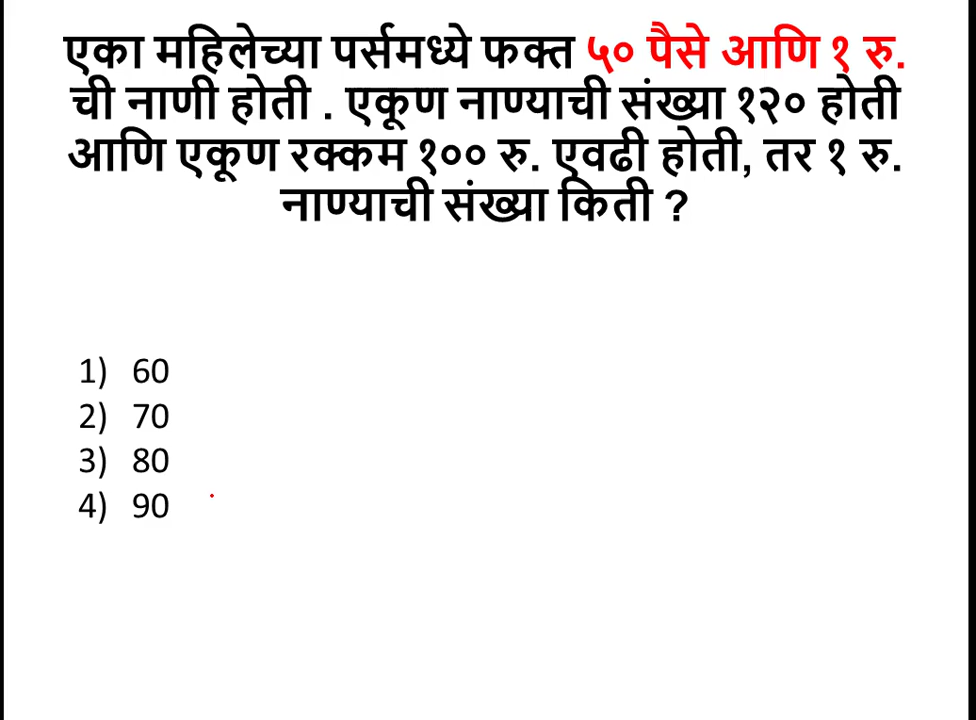 एका महिलेच्या पर्समध्ये फक्त ५० पैसे आणि १ रु.
ची नाणी होती . एकूण नाण्याची संख्या १२० होती
आणि एकूण रक्कम १०० रु. एवढी होती, तर १ रु.
नाण्याची संख्या किती ?
1) 60
2) 70
3) 80
4) 90